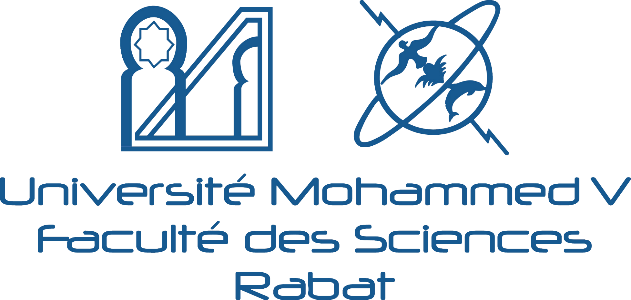 Université Mohammed V
Faculté des Sciences
Rabat